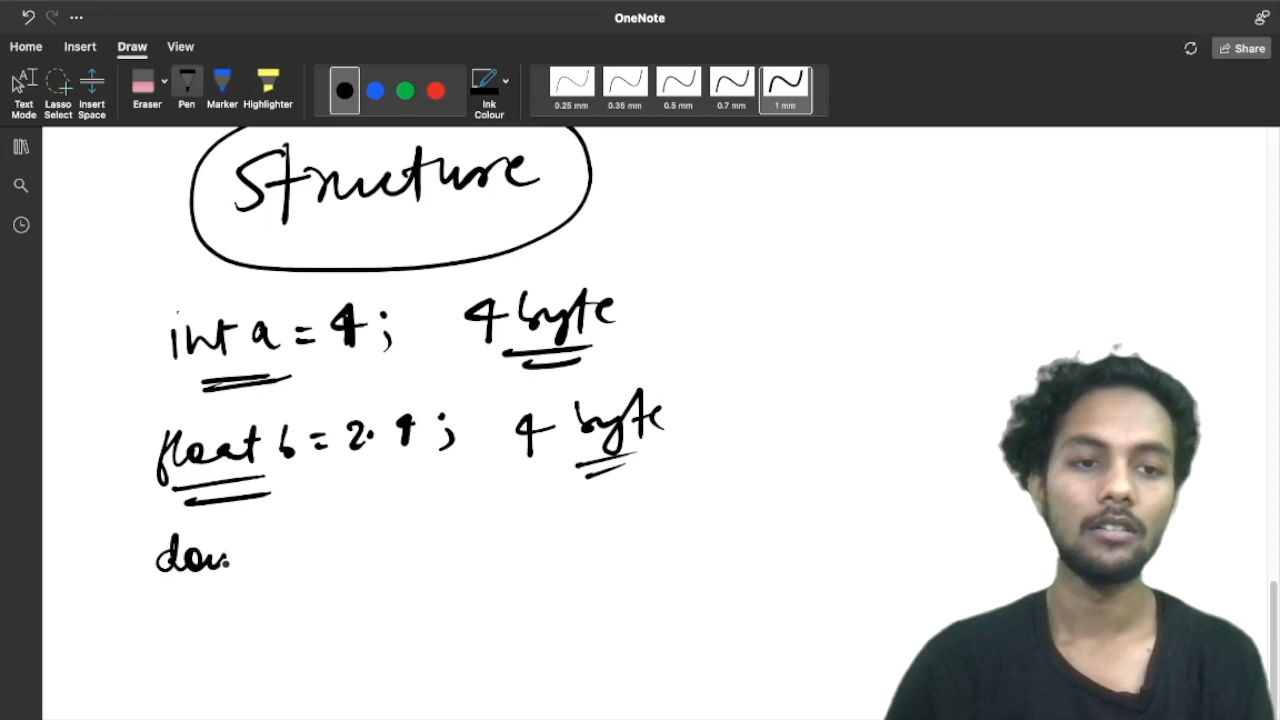 OneNote
Home Insert Draw View
Share
Text Mode
Lasso Select
Insert Space
Eraser
Pen
Marker
Highlighter
Ink Colour
0.25 mm
0.35 mm
0.5 mm
0.7 mm
1 mm
Structure
int a = 4; 4 byte
float b = 2.4; 4 byte
dou